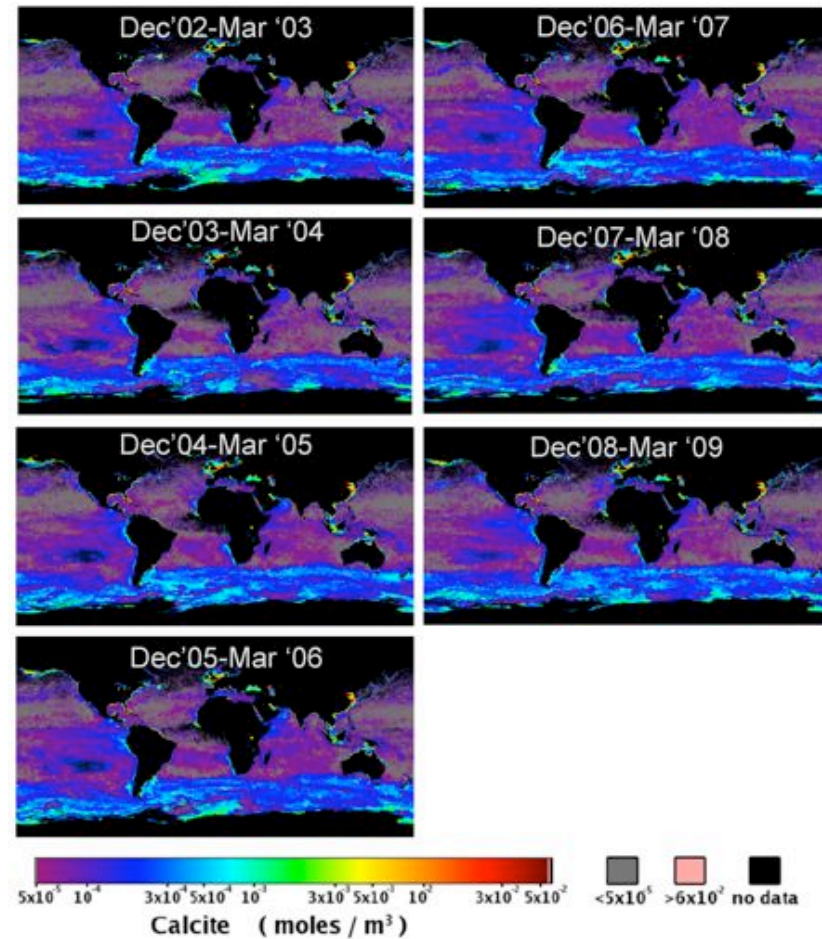 Dec'02-Mar '03
Dec'06-Mar '07
Dec'03-Mar '04
Dec'07-Mar '08
Dec'04-Mar '05
Dec'08-Mar '09
Dec'05-Mar '06
5x10⁻⁵ 10⁻⁴ 3x10⁻⁴ 5x10⁻⁴ 10⁻³ 3x10⁻³ 5x10⁻³ 10⁻² 3x10⁻² 5x10⁻²
<5x10⁵ >6x10⁻² no data
Calcite ( moles / m³ )